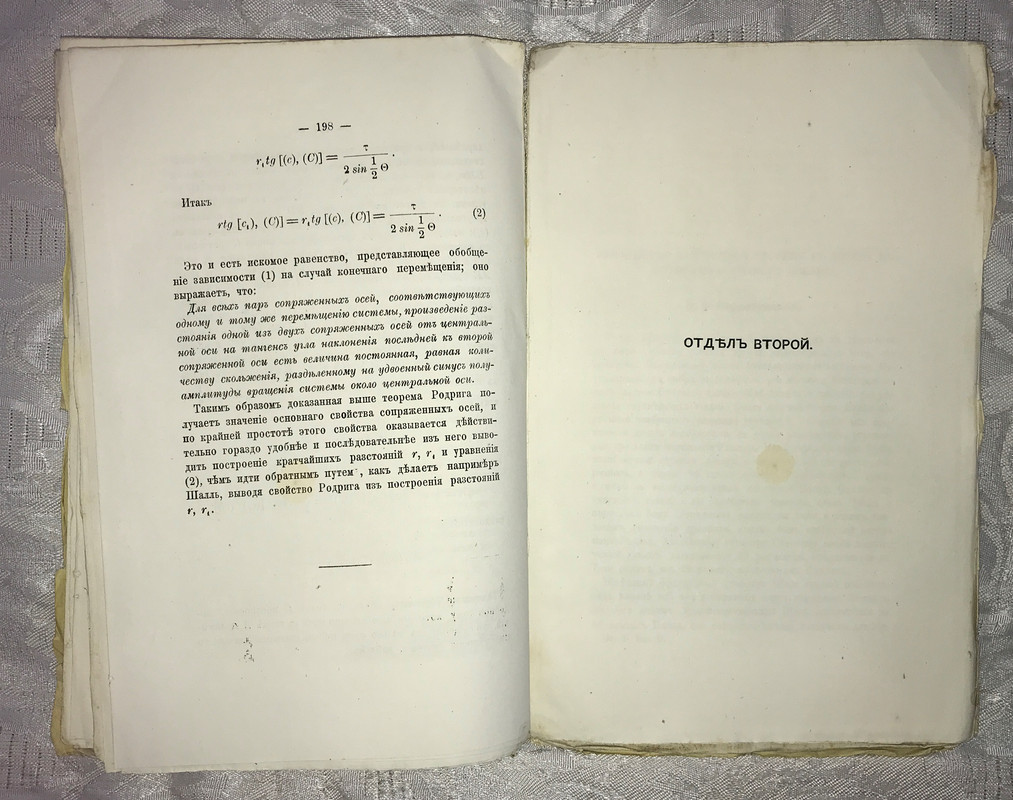 — 198 —
r₁tg [(c), (C)] = τ / 2 sin 1/2 Θ .
Итакъ
rtg [c₁), (C)] = r₁tg [(c), (C)] = τ / 2 sin 1/2 Θ . (2)
Это и есть искомое равенство, представляющее обобще-
ніе зависимости (1) на случай конечнаго перемѣщенія; оно
выражаетъ, что:
Для всѣхъ паръ сопряженныхъ осей, соотвѣтствующихъ
одному и тому же перемѣщенію системы, произведеніе раз-
стоянія одной изъ двухъ сопряженныхъ осей отъ централь-
ной оси на тангенсъ угла наклоненія послѣдней къ второй
сопряженной оси есть величина постоянная, равная коли-
честву скольженія, раздѣленному на удвоенный синусъ полу-
амплитуды вращенія системы около центральной оси.
Такимъ образомъ доказанная выше теорема Родрига по-
лучаетъ значеніе основнаго свойства сопряженныхъ осей, и
по крайней простотѣ этого свойства оказывается дѣйстви-
тельно гораздо удобнѣе и послѣдовательнѣе изъ него выво-
дить построеніе кратчайшихъ разстояній r, r₁ и уравненія
(2), чѣмъ идти обратнымъ путемъ, какъ дѣлаетъ напримѣръ
Шалль, выводя свойство Родрига изъ построенія разстояній
r, r₁.
ОТДѢЛЪ ВТОРОЙ.